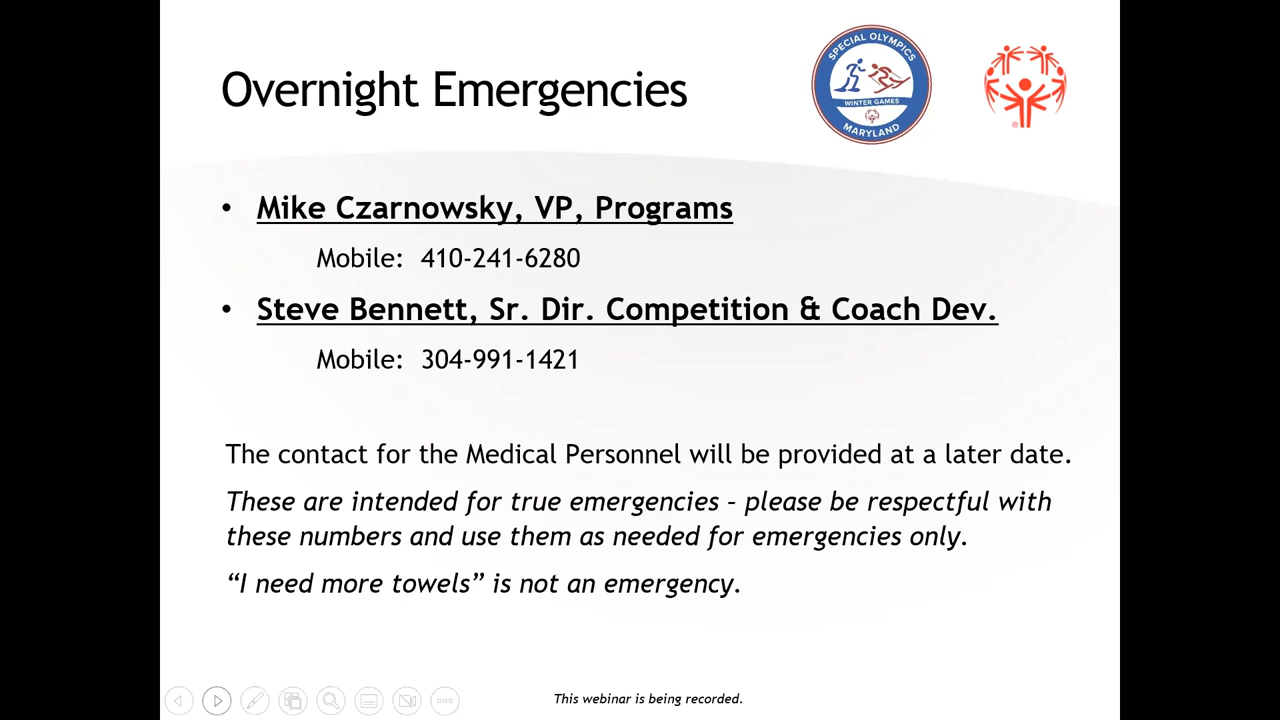 Overnight Emergencies
SPECIAL OLYMPICS
WINTER GAMES
MARYLAND
®
• Mike Czarnowsky, VP, Programs
Mobile: 410-241-6280
• Steve Bennett, Sr. Dir. Competition & Coach Dev.
Mobile: 304-991-1421
The contact for the Medical Personnel will be provided at a later date.
These are intended for true emergencies – please be respectful with
these numbers and use them as needed for emergencies only.
“I need more towels” is not an emergency.
This webinar is being recorded.